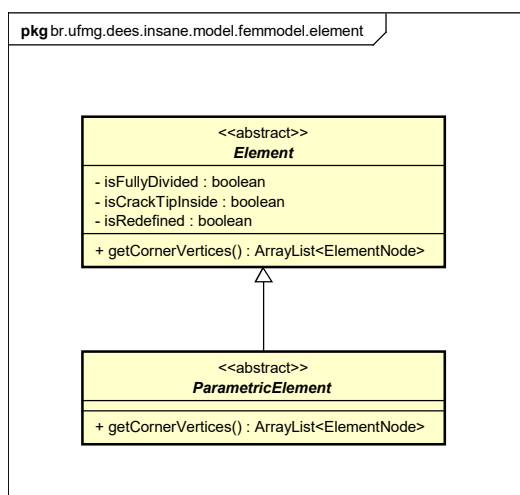 pkg br.ufmg.dees.insane.model.femmodel.element
<<abstract>>
Element
- isFullyDivided : boolean
- isCrackTipInside : boolean
- isRedefined : boolean
+ getCornerVertices() : ArrayList<ElementNode>
<<abstract>>
ParametricElement
+ getCornerVertices() : ArrayList<ElementNode>